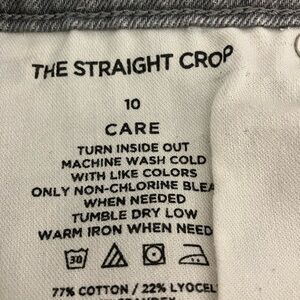 THE STRAIGHT CROP
10
CARE
TURN INSIDE OUT
MACHINE WASH COLD
WITH LIKE COLORS
ONLY NON-CHLORINE BLEA
WHEN NEEDED
TUMBLE DRY LOW
WARM IRON WHEN NEED
30
77% COTTON / 22% LYOCEL